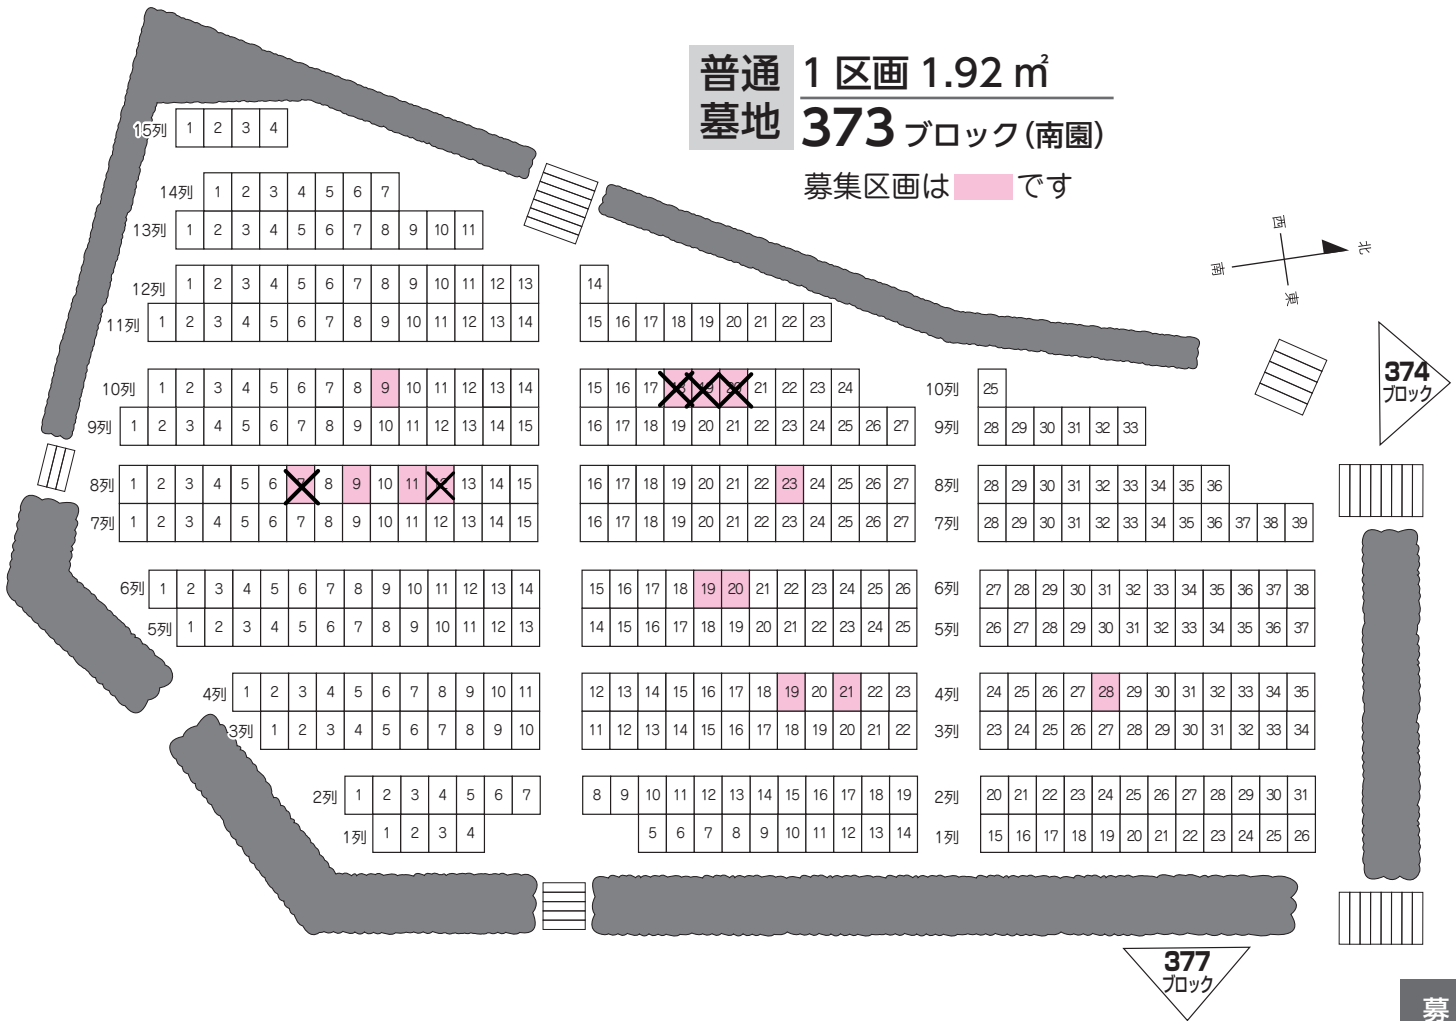 普通
墓地
1 区画 1.92 ㎡
373 ブロック(南園)
募集区画は です
15列 1 2 3 4
14列 1 2 3 4 5 6 7
13列 1 2 3 4 5 6 7 8 9 10 11
西
北
南
東
12列 1 2 3 4 5 6 7 8 9 10 11 12 13 14
11列 1 2 3 4 5 6 7 8 9 10 11 12 13 14 15 16 17 18 19 20 21 22 23
374
ブロック
10列 1 2 3 4 5 6 7 8 9 10 11 12 13 14 15 16 17 18 19 20 21 22 23 24 10列 25
9列 1 2 3 4 5 6 7 8 9 10 11 12 13 14 15 16 17 18 19 20 21 22 23 24 25 26 27 9列 28 29 30 31 32 33
8列 1 2 3 4 5 6 7 8 9 10 11 12 13 14 15 16 17 18 19 20 21 22 23 24 25 26 27 8列 28 29 30 31 32 33 34 35 36
7列 1 2 3 4 5 6 7 8 9 10 11 12 13 14 15 16 17 18 19 20 21 22 23 24 25 26 27 7列 28 29 30 31 32 33 34 35 36 37 38 39
6列 1 2 3 4 5 6 7 8 9 10 11 12 13 14 15 16 17 18 19 20 21 22 23 24 25 26 6列 27 28 29 30 31 32 33 34 35 36 37 38
5列 1 2 3 4 5 6 7 8 9 10 11 12 13 14 15 16 17 18 19 20 21 22 23 24 25 5列 26 27 28 29 30 31 32 33 34 35 36 37
4列 1 2 3 4 5 6 7 8 9 10 11 12 13 14 15 16 17 18 19 20 21 22 23 4列 24 25 26 27 28 29 30 31 32 33 34 35
3列 1 2 3 4 5 6 7 8 9 10 11 12 13 14 15 16 17 18 19 20 21 22 3列 23 24 25 26 27 28 29 30 31 32 33 34
2列 1 2 3 4 5 6 7 8 9 10 11 12 13 14 15 16 17 18 19 2列 20 21 22 23 24 25 26 27 28 29 30 31
1列 1 2 3 4 5 6 7 8 9 10 11 12 13 14 1列 15 16 17 18 19 20 21 22 23 24 25 26
377
ブロック
募